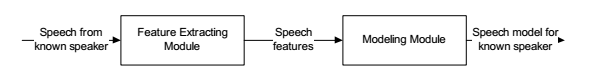 Speech from
known speaker
Feature Extracting
Module
Speech
features
Modeling Module
Speech model for
known speaker